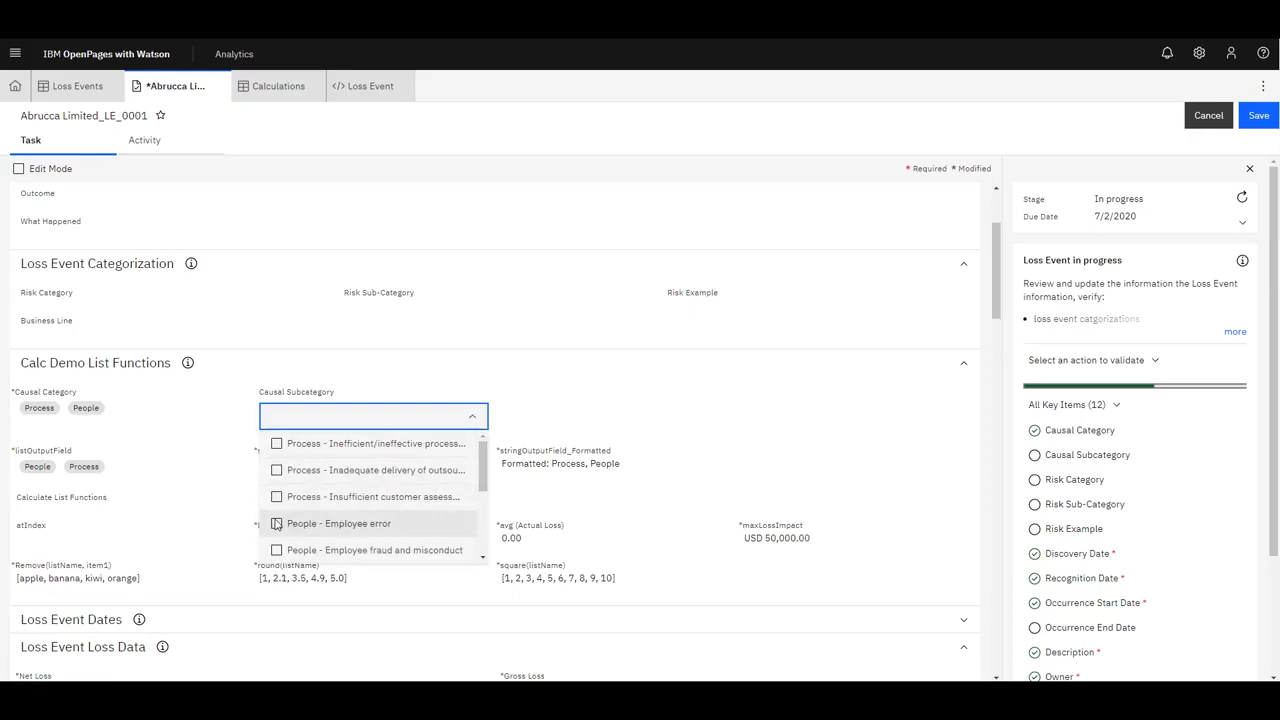 IBM OpenPages with Watson
Analytics
Loss Events
*Abrucca Li...
Calculations
Loss Event
Abrucca Limited_LE_0001
Cancel
Save
Task
Activity
Edit Mode
* Required * Modified
Outcome
What Happened
Loss Event Categorization
Risk Category
Risk Sub-Category
Risk Example
Business Line
Calc Demo List Functions
*Causal Category
Process People
Causal Subcategory
Process - Inefficient/ineffective process...
Process - Inadequate delivery of outsou...
Process - Insufficient customer assess...
People - Employee error
People - Employee fraud and misconduct
*listOutputField
People Process
*stringOutputField_Formatted
Formatted: Process, People
Calculate List Functions
atIndex
*avg (Actual Loss)
0.00
*maxLossImpact
USD 50,000.00
*Remove(listName, item1)
[apple, banana, kiwi, orange]
*round(listName)
[1, 2.1, 3.5, 4.9, 5.0]
*square(listName)
[1, 2, 3, 4, 5, 6, 7, 8, 9, 10]
Loss Event Dates
Loss Event Loss Data
*Net Loss
*Gross Loss
Stage
In progress
Due Date
7/2/2020
Loss Event in progress
Review and update the information the Loss Event
information, verify:
• loss event catgorizations
more
Select an action to validate
All Key Items (12)
Causal Category
Causal Subcategory
Risk Category
Risk Sub-Category
Risk Example
Discovery Date *
Recognition Date *
Occurrence Start Date *
Occurrence End Date
Description *
Owner *